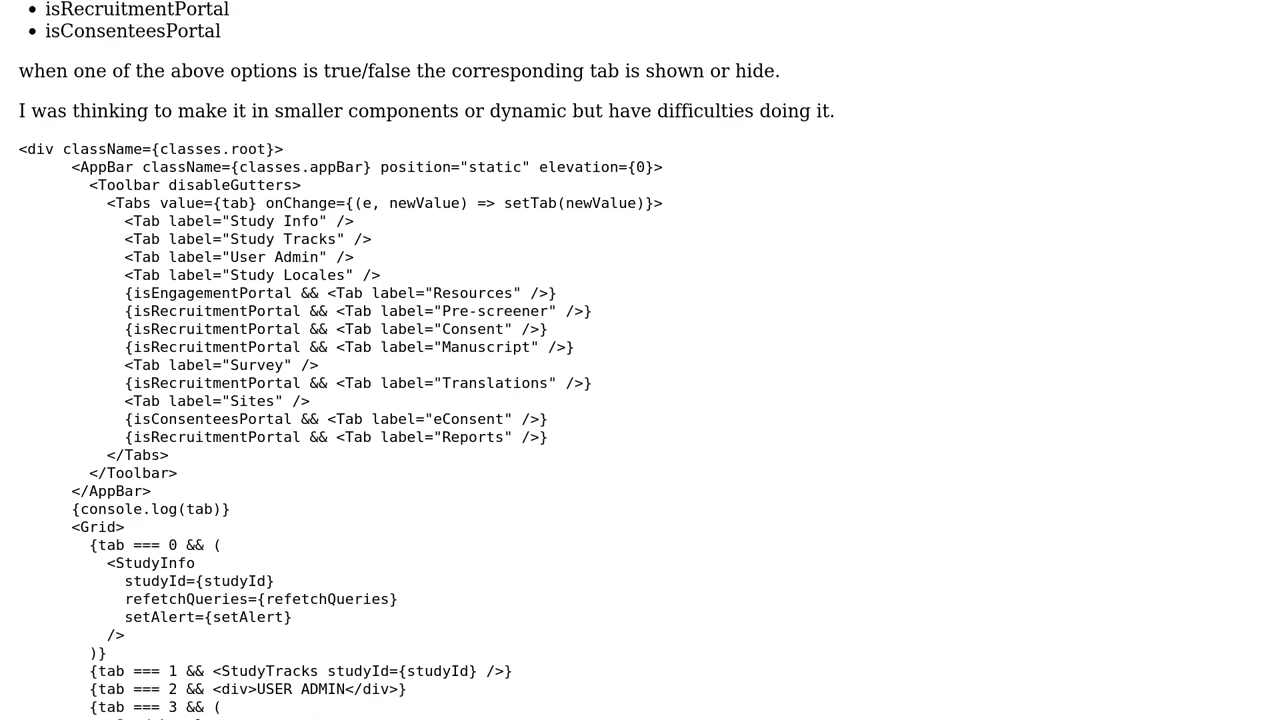 • isRecruitmentPortal
• isConsenteesPortal
when one of the above options is true/false the corresponding tab is shown or hide.
I was thinking to make it in smaller components or dynamic but have difficulties doing it.
<div className={classes.root}>
      <AppBar className={classes.appBar} position="static" elevation={0}>
        <Toolbar disableGutters>
          <Tabs value={tab} onChange={(e, newValue) => setTab(newValue)}>
            <Tab label="Study Info" />
            <Tab label="Study Tracks" />
            <Tab label="User Admin" />
            <Tab label="Study Locales" />
            {isEngagementPortal && <Tab label="Resources" />}
            {isRecruitmentPortal && <Tab label="Pre-screener" />}
            {isRecruitmentPortal && <Tab label="Consent" />}
            {isRecruitmentPortal && <Tab label="Manuscript" />}
            <Tab label="Survey" />
            {isRecruitmentPortal && <Tab label="Translations" />}
            <Tab label="Sites" />
            {isConsenteesPortal && <Tab label="eConsent" />}
            {isRecruitmentPortal && <Tab label="Reports" />}
          </Tabs>
        </Toolbar>
      </AppBar>
      {console.log(tab)}
      <Grid>
        {tab === 0 && (
          <StudyInfo
            studyId={studyId}
            refetchQueries={refetchQueries}
            setAlert={setAlert}
          />
        )}
        {tab === 1 && <StudyTracks studyId={studyId} />}
        {tab === 2 && <div>USER ADMIN</div>}
        {tab === 3 && (